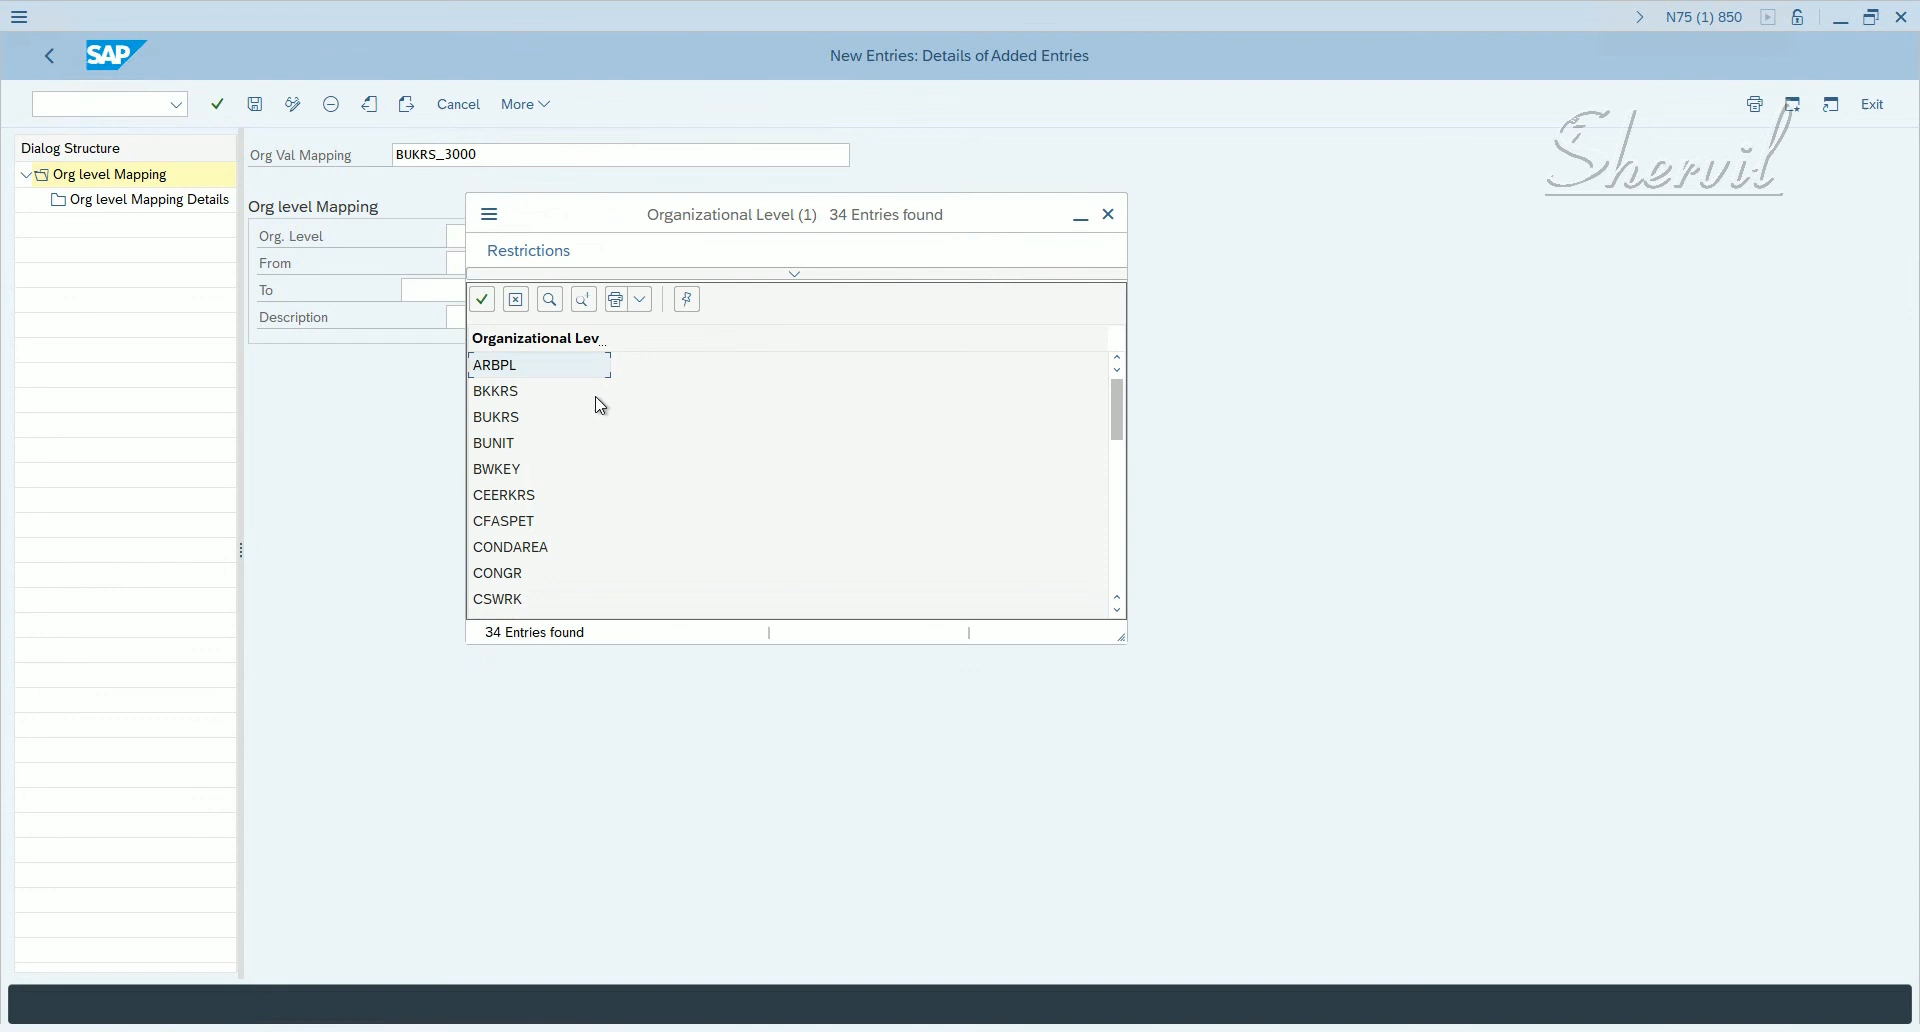 N75 (1) 850
SAP
New Entries: Details of Added Entries
Cancel
More
Exit
Shervil
Dialog Structure
Org level Mapping
Org level Mapping Details
Org Val Mapping
BUKRS_3000
Org level Mapping
Org. Level
From
To
Description
Organizational Level (1) 34 Entries found
Restrictions
Organizational Lev...
ARBPL
BKKRS
BUKRS
BUNIT
BWKEY
CEERKRS
CFASPET
CONDAREA
CONGR
CSWRK
34 Entries found